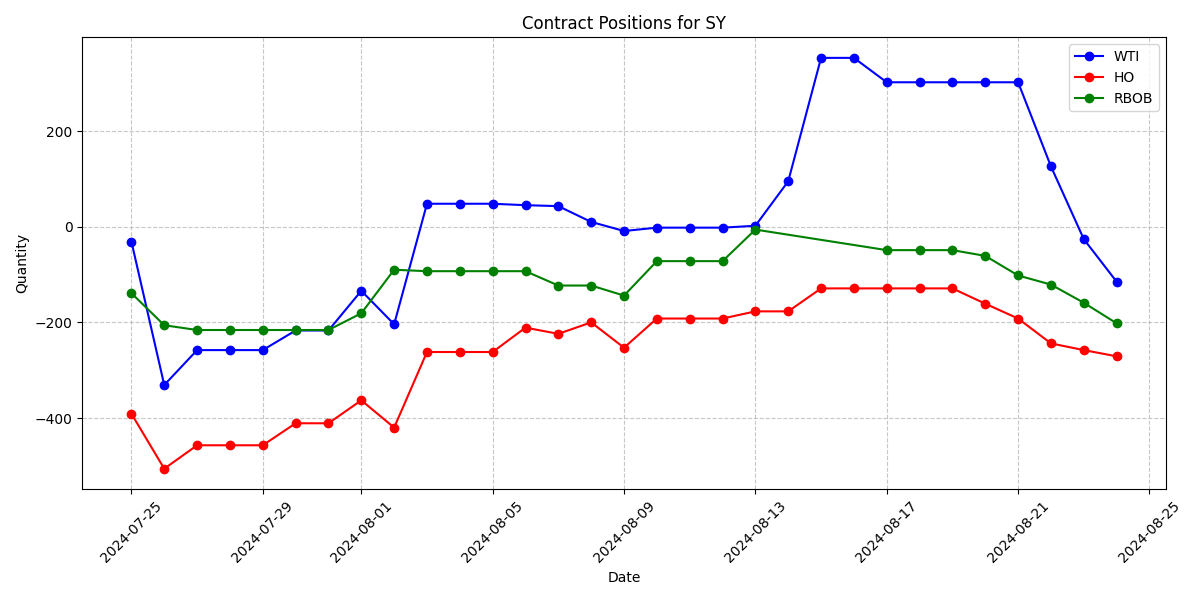 Contract Positions for SY
WTI
HO
RBOB
Quantity
200
0
−200
−400
2024-07-25
2024-07-29
2024-08-01
2024-08-05
2024-08-09
2024-08-13
2024-08-17
2024-08-21
2024-08-25
Date